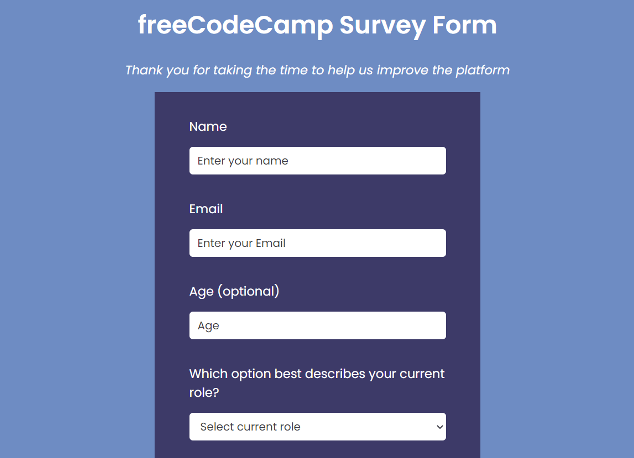 freeCodeCamp Survey Form
Thank you for taking the time to help us improve the platform
Name
Enter your name
Email
Enter your Email
Age (optional)
Age
Which option best describes your current
role?
Select current role